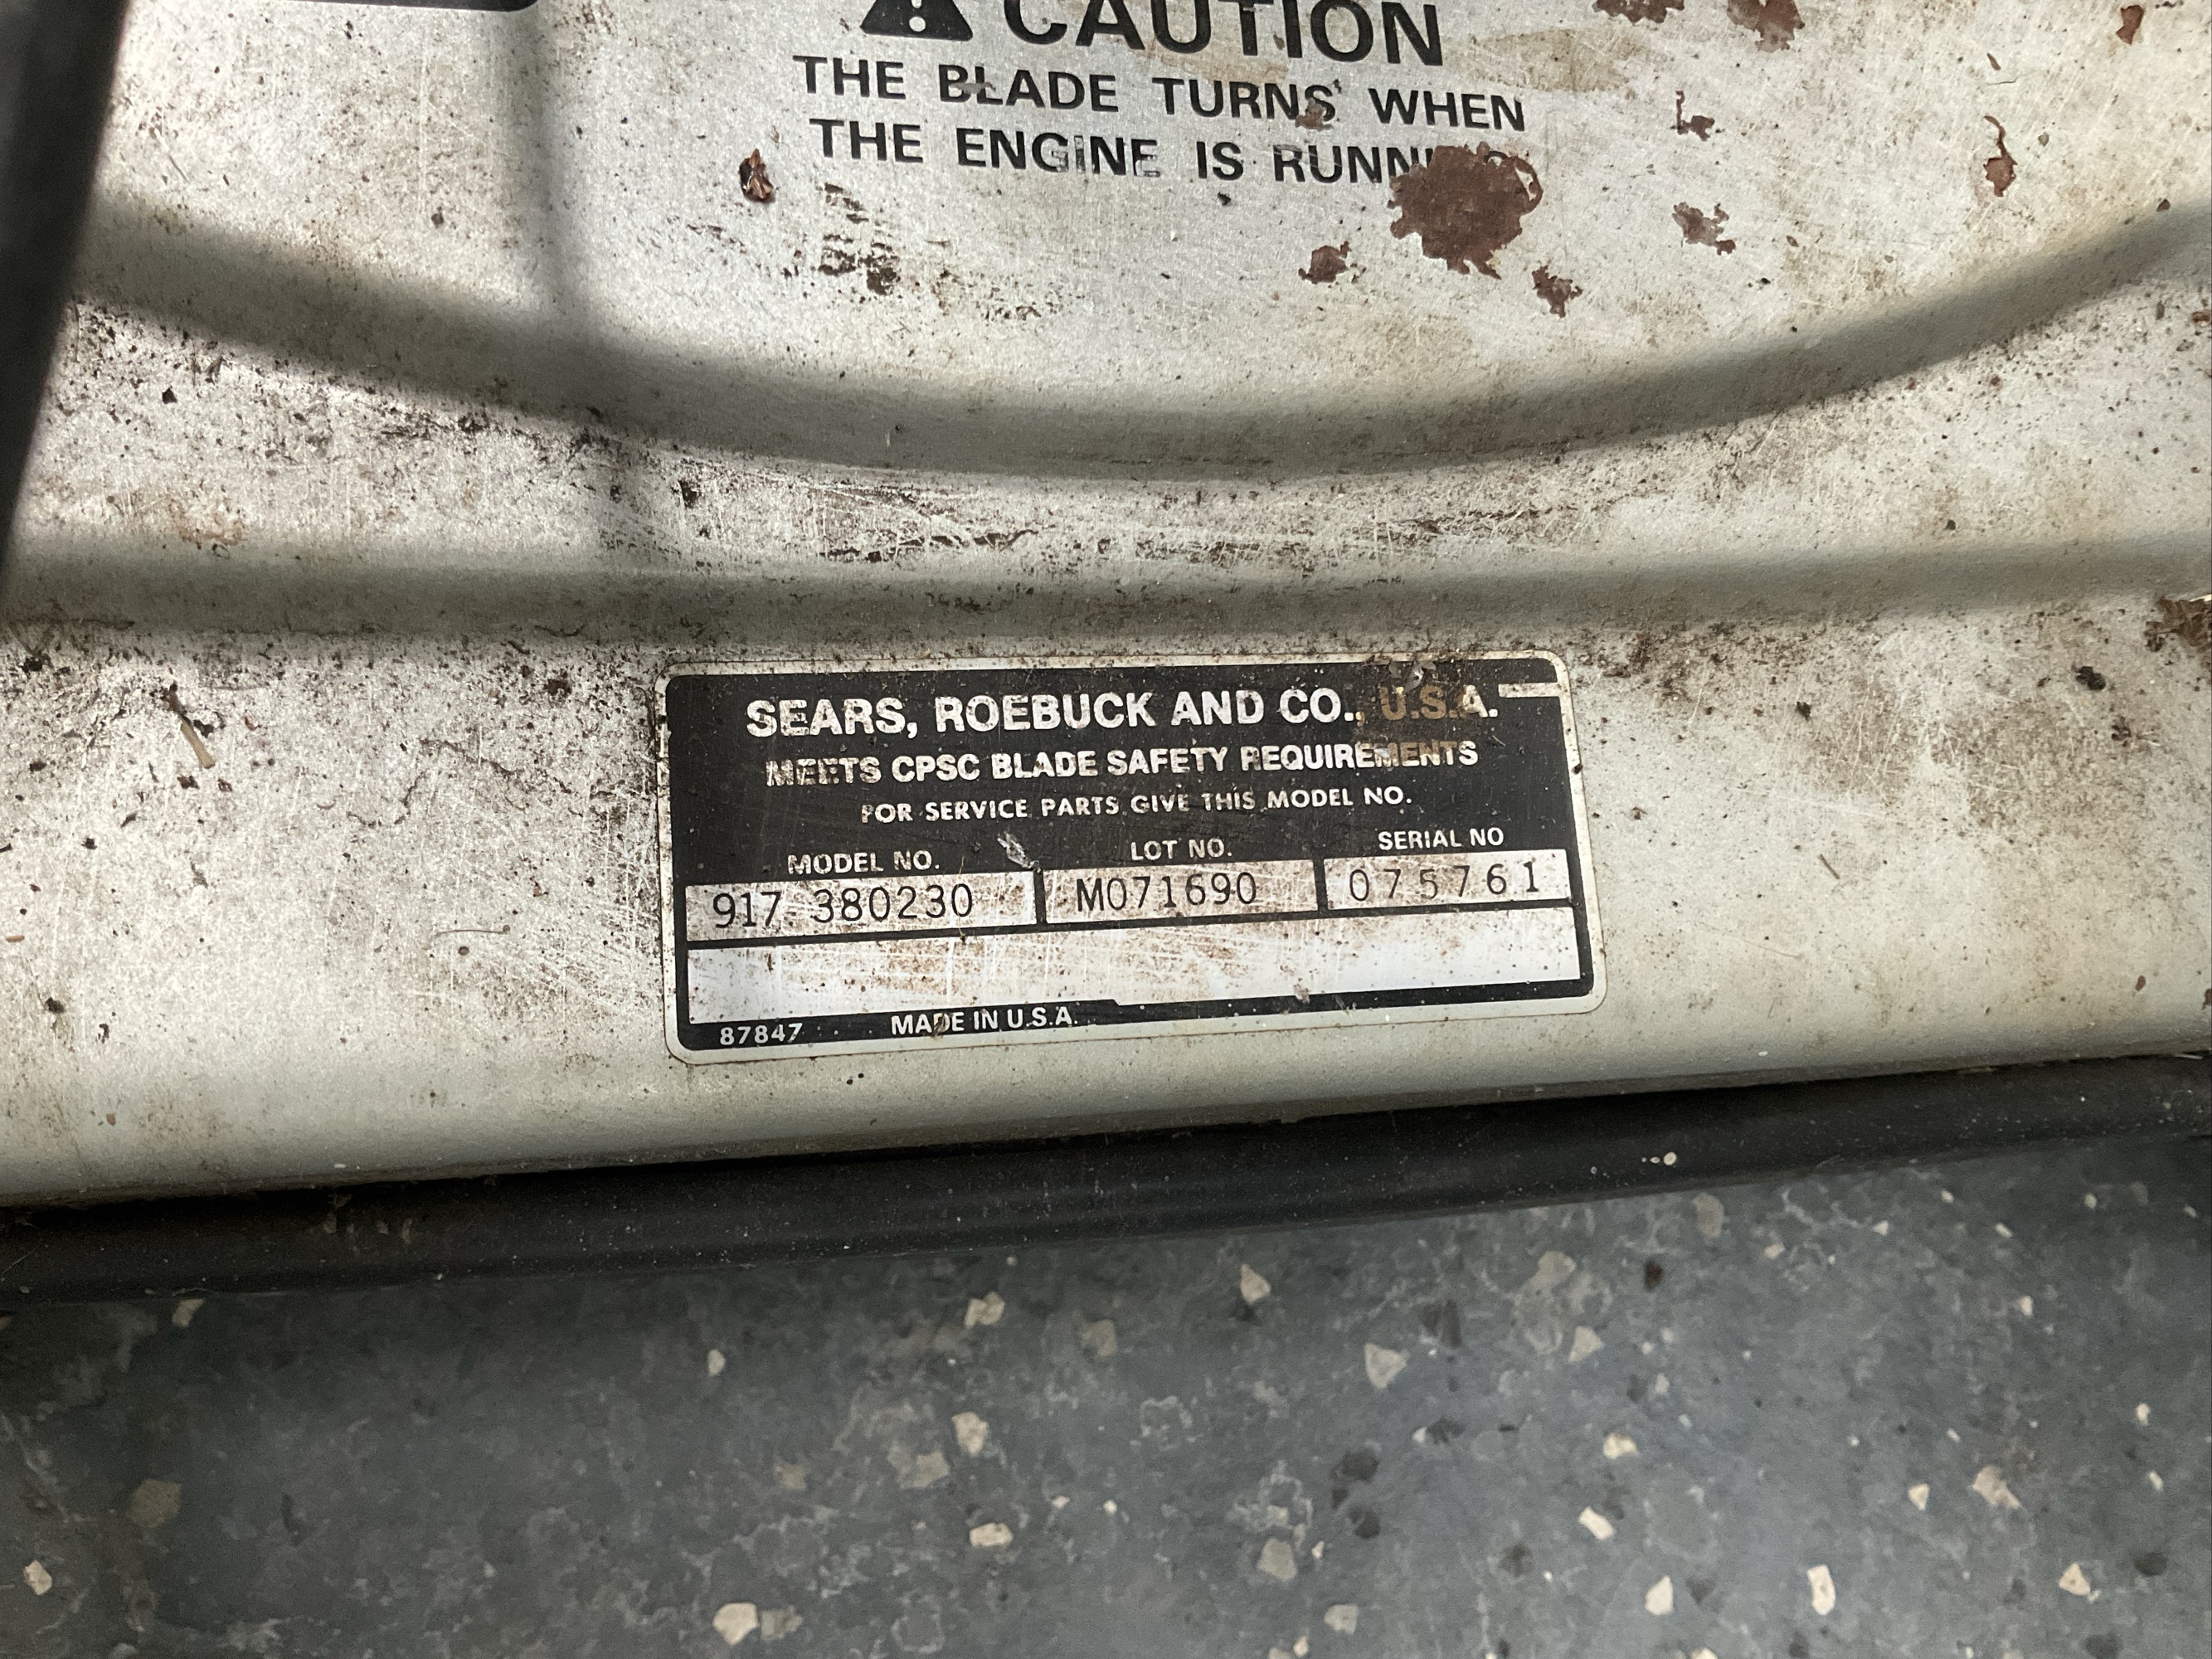 CAUTION
THE BLADE TURNS WHEN
THE ENGINE IS
SEARS, ROEBUCK AND CO., U.S.A.
MEETS CPSC BLADE SAFETY REQUIREMENTS
FOR SERVICE PARTS GIVE THIS MODEL NO.
MODEL NO. LOT NO. SERIAL NO
917.380230 M071690 075761
87847 MADE IN U.S.A.